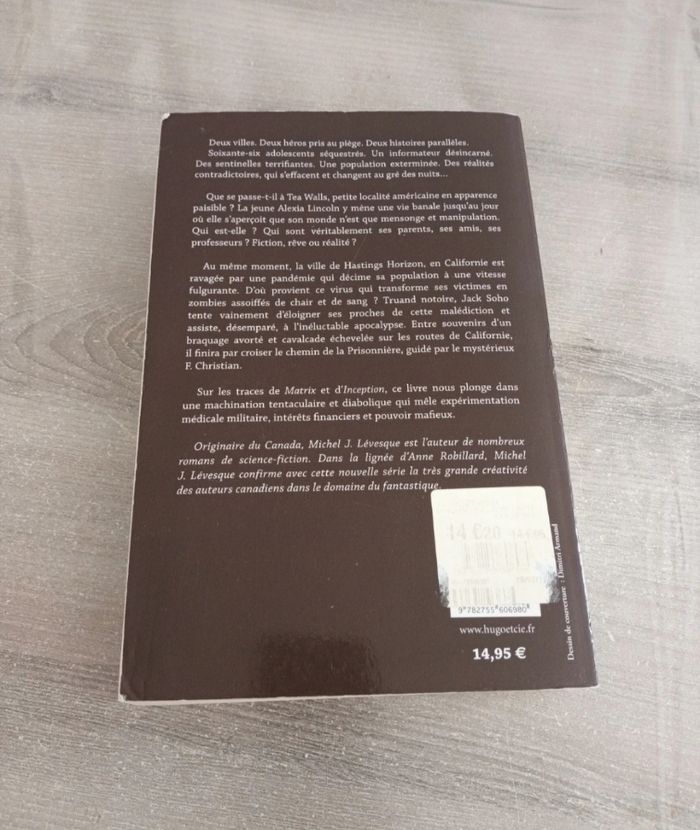 Deux villes. Deux héros pris au piège. Deux histoires parallèles.
Soixante-six adolescents séquestrés. Un informateur désincarné.
Des sentinelles terrifiantes. Une population exterminée. Des réalités
contradictoires, qui s'effacent et changent au gré des nuits...
Que se passe-t-il à Tea Walls, petite localité américaine en apparence
paisible ? La jeune Alexia Lincoln y mène une vie banale jusqu'au jour
où elle s'aperçoit que son monde n'est que mensonge et manipulation.
Qui est-elle ? Qui sont véritablement ses parents, ses amis, ses
professeurs ? Fiction, rêve ou réalité ?
Au même moment, la ville de Hastings Horizon, en Californie est
ravagée par une pandémie qui décime sa population à une vitesse
fulgurante. D'où provient ce virus qui transforme ses victimes en
zombies assoiffés de chair et de sang ? Truand notoire, Jack Soho
tente vainement d'éloigner ses proches de cette malédiction et
assiste, désemparé, à l'inéluctable apocalypse. Entre souvenirs d'un
braquage avorté et cavalcade échevelée sur les routes de Californie,
il finira par croiser le chemin de la Prisonnière, guidé par le mystérieux
F. Christian.
Sur les traces de Matrix et d'Inception, ce livre nous plonge dans
une machination tentaculaire et diabolique qui mêle expérimentation
médicale militaire, intérêts financiers et pouvoir mafieux.
Originaire du Canada, Michel J. Lévesque est l'auteur de nombreux
romans de science-fiction. Dans la lignée d'Anne Robillard, Michel
J. Lévesque confirme avec cette nouvelle série la très grande créativité
des auteurs canadiens dans le domaine du fantastique.
14 €20
9 782755 606980
www.hugoetcie.fr
14,95 €
Dessin de couverture : Dimitri Armand